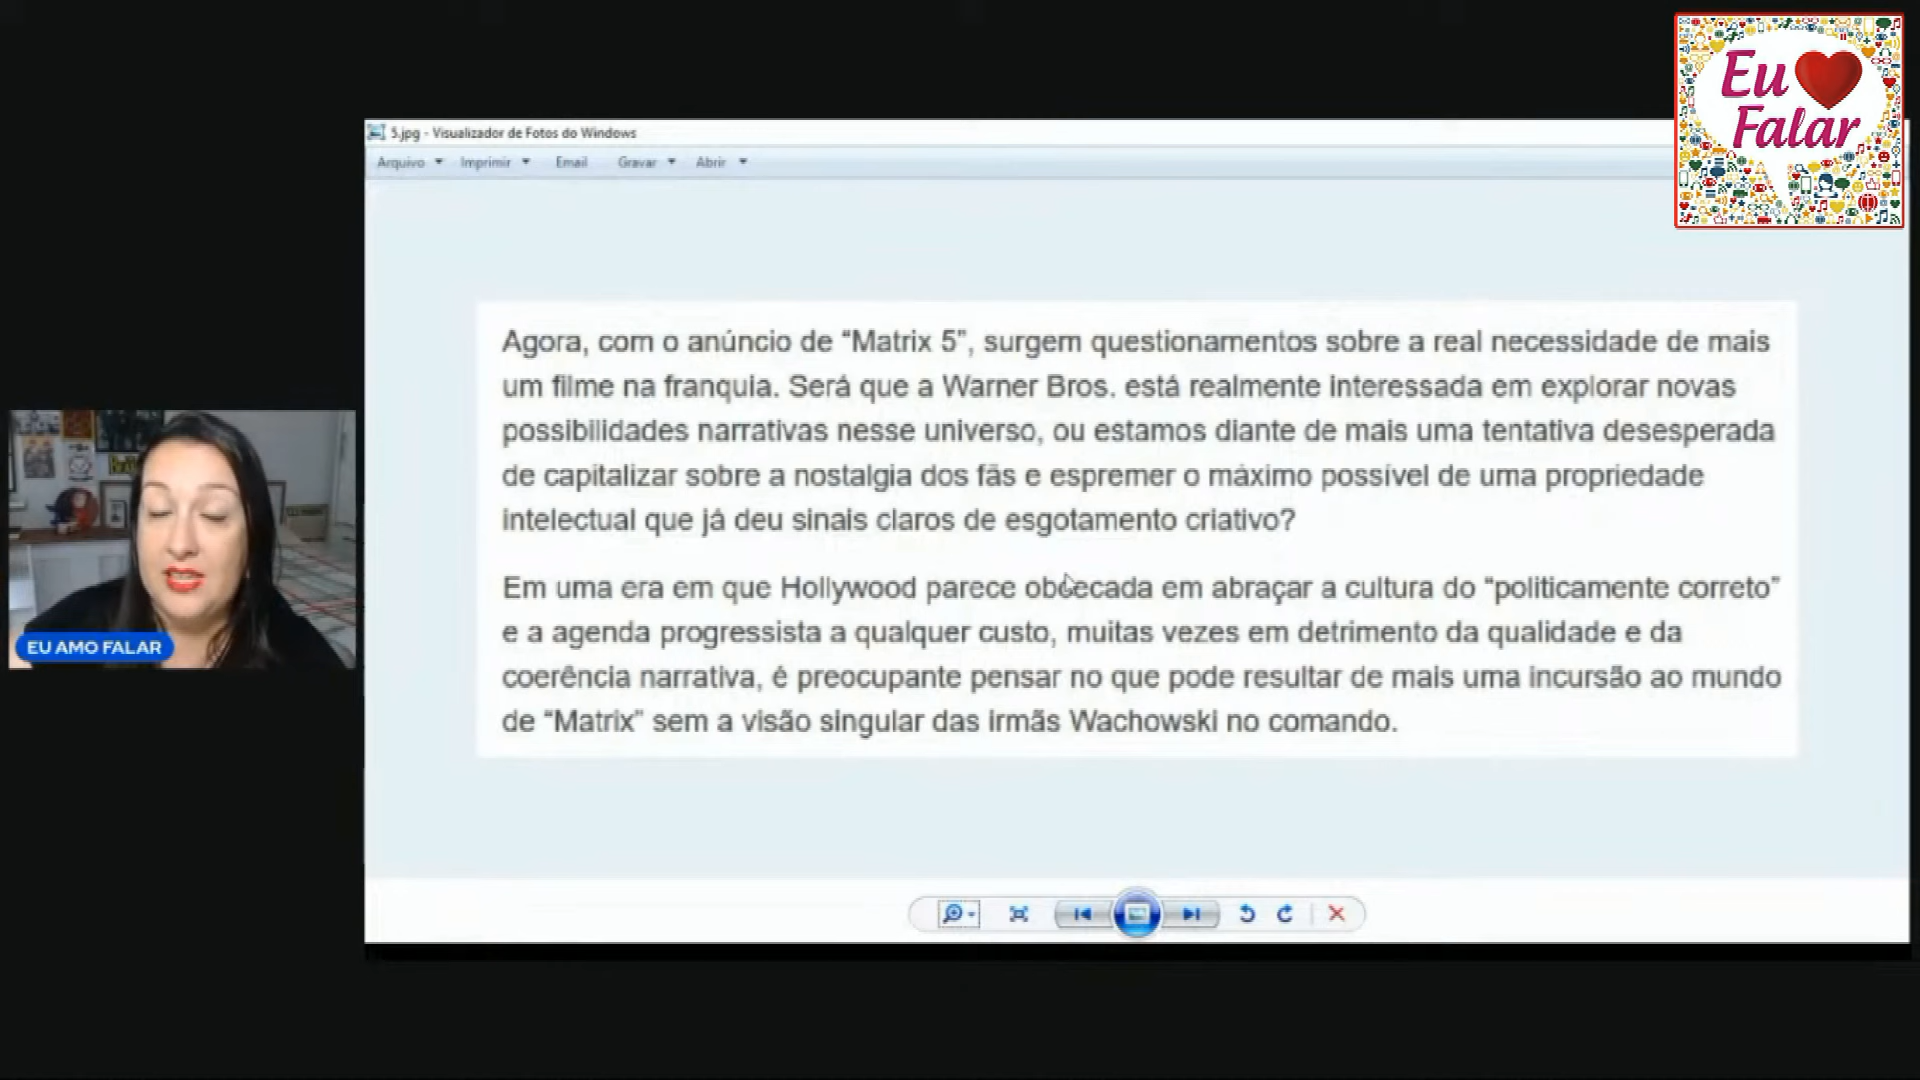 Eu
Falar
5.jpg - Visualizador de Fotos do Windows
Arquivo Imprimir Email Gravar Abrir
Agora, com o anúncio de “Matrix 5”, surgem questionamentos sobre a real necessidade de mais
um filme na franquia. Será que a Warner Bros. está realmente interessada em explorar novas
possibilidades narrativas nesse universo, ou estamos diante de mais uma tentativa desesperada
de capitalizar sobre a nostalgia dos fãs e espremer o máximo possível de uma propriedade
intelectual que já deu sinais claros de esgotamento criativo?
Em uma era em que Hollywood parece obcecada em abraçar a cultura do “politicamente correto”
e a agenda progressista a qualquer custo, muitas vezes em detrimento da qualidade e da
coerência narrativa, é preocupante pensar no que pode resultar de mais uma incursão ao mundo
de “Matrix” sem a visão singular das irmãs Wachowski no comando.
EU AMO FALAR